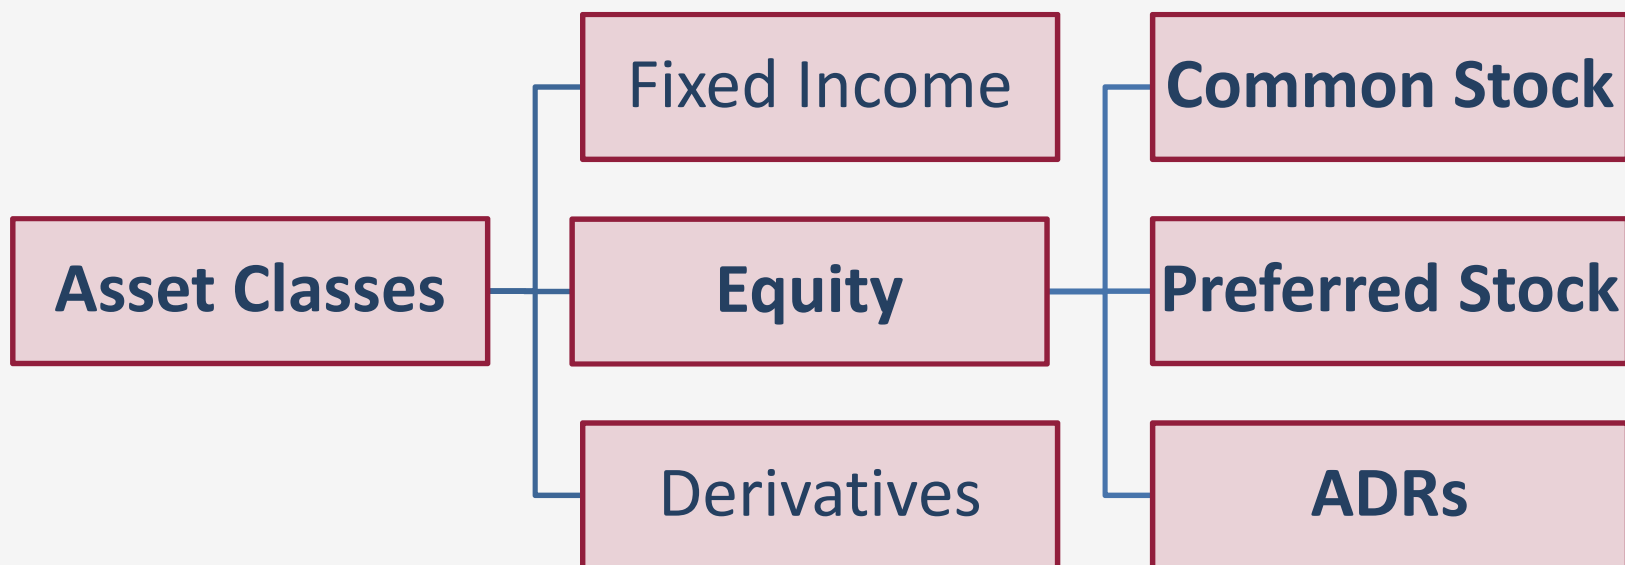 Asset Classes
Fixed Income
Equity
Derivatives
Common Stock
Preferred Stock
ADRs